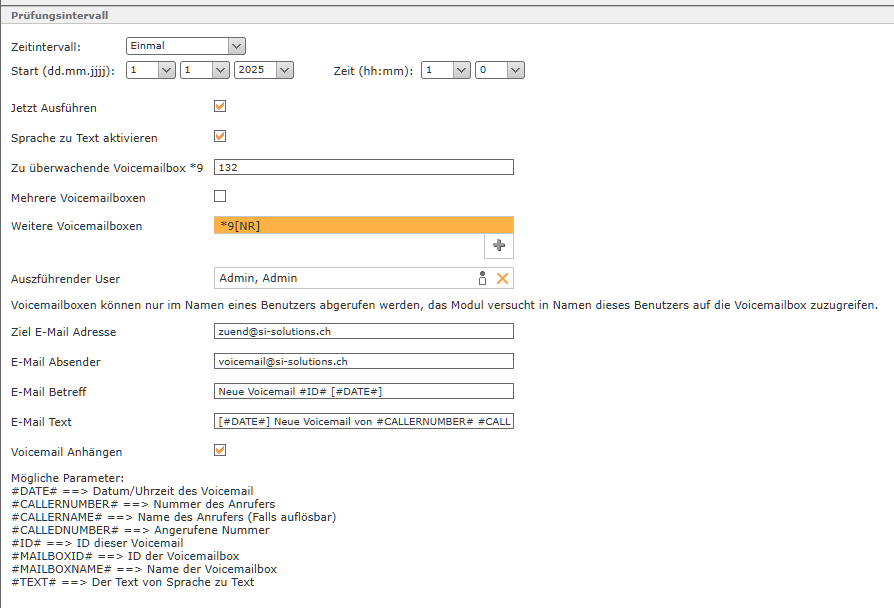 Prüfungsintervall
Zeitintervall: Einmal
Start (dd.mm.jjjj): 1 1 2025 Zeit (hh:mm): 1 0
Jetzt Ausführen
Sprache zu Text aktivieren
Zu überwachende Voicemailbox *9 132
Mehrere Voicemailboxen
Weitere Voicemailboxen *9[NR]
Auszführender User Admin, Admin
Voicemailboxen können nur im Namen eines Benutzers abgerufen werden, das Modul versucht in Namen dieses Benutzers auf die Voicemailbox zuzugreifen.
Ziel E-Mail Adresse zuend@si-solutions.ch
E-Mail Absender voicemail@si-solutions.ch
E-Mail Betreff Neue Voicemail #ID# [#DATE#]
E-Mail Text [#DATE#] Neue Voicemail von #CALLERNUMBER# #CALL
Voicemail Anhängen
Mögliche Parameter:
#DATE# ==> Datum/Uhrzeit des Voicemail
#CALLERNUMBER# ==> Nummer des Anrufers
#CALLERNAME# ==> Name des Anrufers (Falls auflösbar)
#CALLEDNUMBER# ==> Angerufene Nummer
#ID# ==> ID dieser Voicemail
#MAILBOXID# ==> ID der Voicemailbox
#MAILBOXNAME# ==> Name der Voicemailbox
#TEXT# ==> Der Text von Sprache zu Text